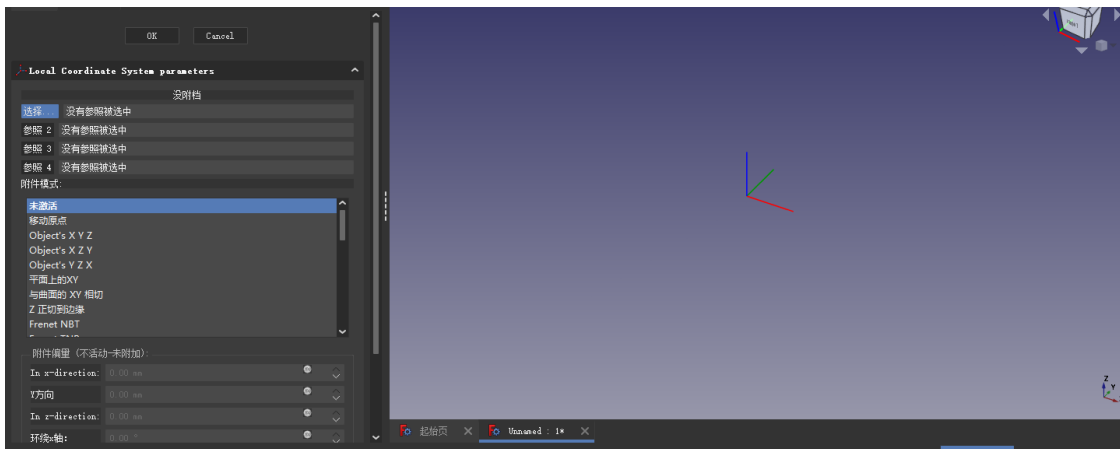 OK Cancel
Local Coordinate System parameters
没附档
选择... 没有参照被选中
参照 2 没有参照被选中
参照 3 没有参照被选中
参照 4 没有参照被选中
附件模式:
未激活
移动原点
Object's X Y Z
Object's X Z Y
Object's Y Z X
平面上的XY
与曲面的 XY 相切
Z 正切到边缘
Frenet NBT
附件偏置 (不活动-未附加):
In x-direction: 0.00 mm
Y方向 0.00 mm
In z-direction: 0.00 mm
环绕x轴: 0.00 °
Z
Y
起始页
Unnamed : 1*